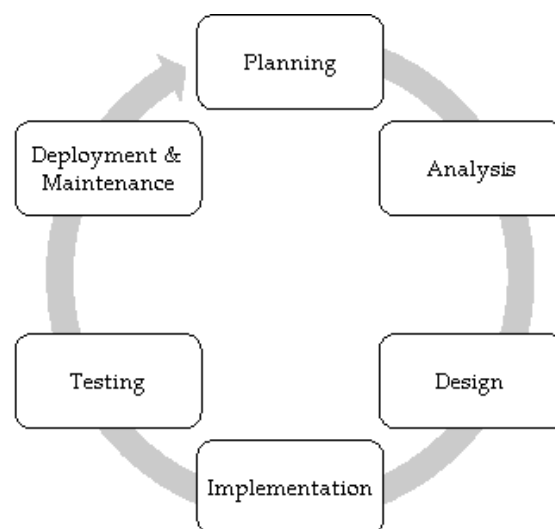 Planning
Analysis
Design
Implementation
Testing
Deployment &
Maintenance